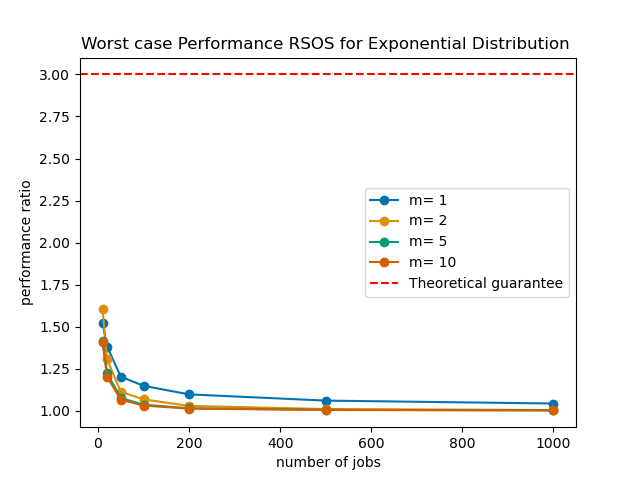 Worst case Performance RSOS for Exponential Distribution
3.00
2.75
2.50
2.25
2.00
1.75
1.50
1.25
1.00
performance ratio
m= 1
m= 2
m= 5
m= 10
Theoretical guarantee
0 200 400 600 800 1000
number of jobs